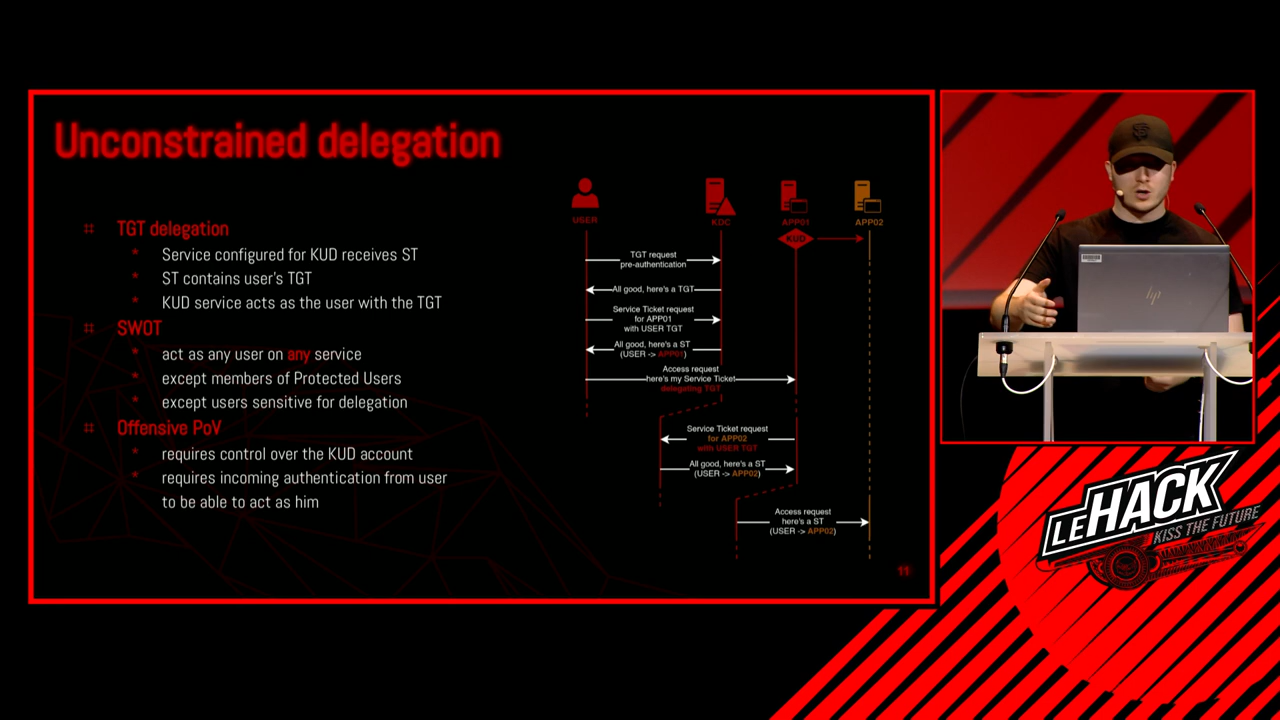 Unconstrained delegation
TGT delegation
* Service configured for KUD receives ST
* ST contains user's TGT
* KUD service acts as the user with the TGT
SWOT
* act as any user on any service
* except members of Protected Users
* except users sensitive for delegation
Offensive PoV
* requires control over the KUD account
* requires incoming authentication from user
to be able to act as him
USER
KDC
APP01
APP02
KUD
TGT request
pre-authentication
All good, here's a TGT
Service Ticket request
for APP01
with USER TGT
All good, here's a ST
(USER -> APP01)
Access request
here's my Service Ticket
delegating TGT
Service Ticket request
for APP02
with USER TGT
All good, here's a ST
(USER -> APP02)
Access request
here's a ST
(USER -> APP02)
11
hp
LEHACK
KISS THE FUTURE